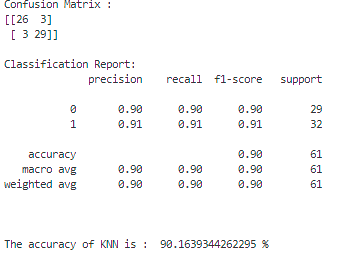 Confusion Matrix :
[[26  3]
 [ 3 29]]
Classification Report:
              precision    recall  f1-score   support
           0       0.90      0.90      0.90        29
           1       0.91      0.91      0.91        32
    accuracy                           0.90        61
   macro avg       0.90      0.90      0.90        61
weighted avg       0.90      0.90      0.90        61
The accuracy of KNN is :  90.1639344262295 %